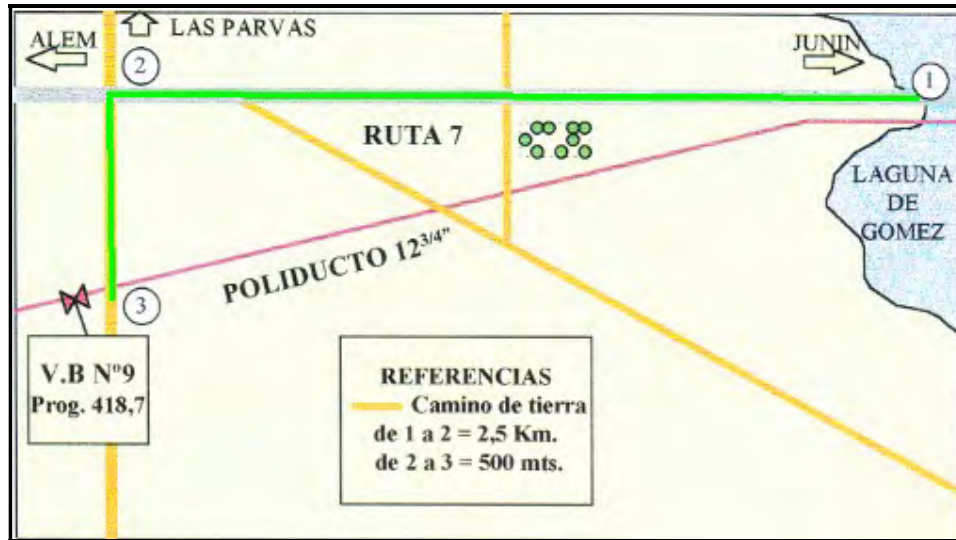 LAS PARVAS
ALEM
JUNIN
2
1
RUTA 7
LAGUNA
DE
GOMEZ
POLIDUCTO 12 3/4"
3
V.B Nº9
Prog. 418,7
REFERENCIAS
Camino de tierra
de 1 a 2 = 2,5 Km.
de 2 a 3 = 500 mts.